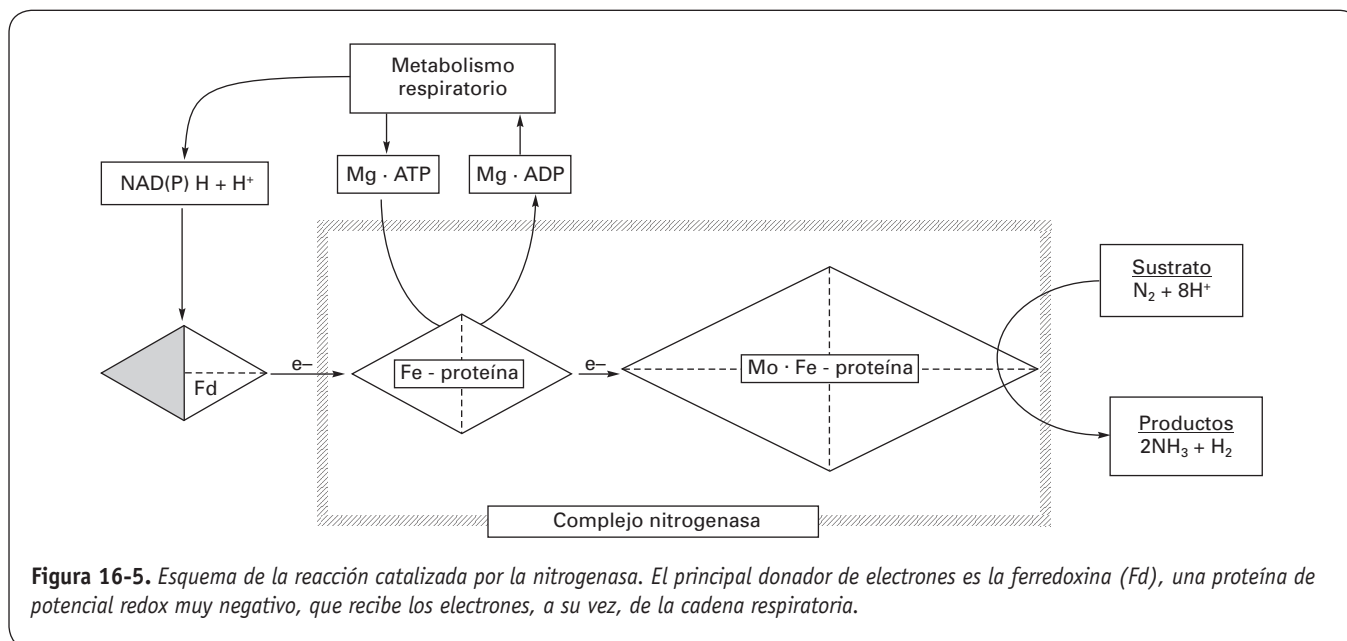 Metabolismo
respiratorio
NAD(P) H + H⁺
Mg · ATP
Mg · ADP
Sustrato
N₂ + 8H⁺
e–
Fd
Fe - proteína
e–
Mo · Fe - proteína
Productos
2NH₃ + H₂
Complejo nitrogenasa
Figura 16-5. Esquema de la reacción catalizada por la nitrogenasa. El principal donador de electrones es la ferredoxina (Fd), una proteína de
potencial redox muy negativo, que recibe los electrones, a su vez, de la cadena respiratoria.